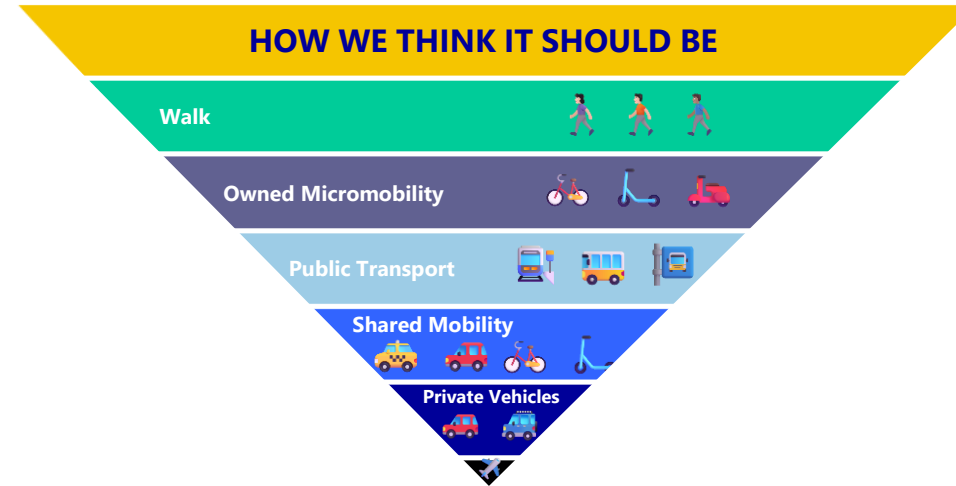 HOW WE THINK IT SHOULD BE
Walk
Owned Micromobility
Public Transport
Shared Mobility
Private Vehicles